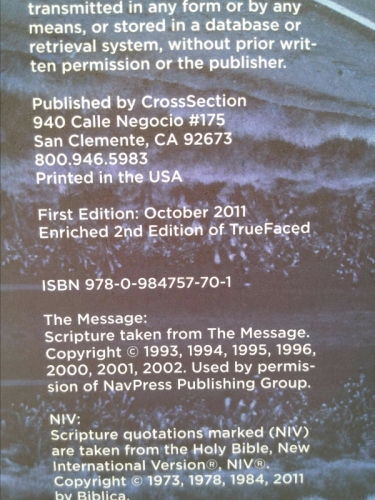 transmitted in any form or by any
means, or stored in a database or
retrieval system, without prior writ-
ten permission or the publisher.
Published by CrossSection
940 Calle Negocio #175
San Clemente, CA 92673
800.946.5983
Printed in the USA
First Edition: October 2011
Enriched 2nd Edition of TrueFaced
ISBN 978-0-984757-70-1
The Message:
Scripture taken from The Message.
Copyright © 1993, 1994, 1995, 1996,
2000, 2001, 2002. Used by permis-
sion of NavPress Publishing Group.
NIV:
Scripture quotations marked (NIV)
are taken from the Holy Bible, New
International Version®, NIV®.
Copyright © 1973, 1978, 1984, 2011
by Biblica.